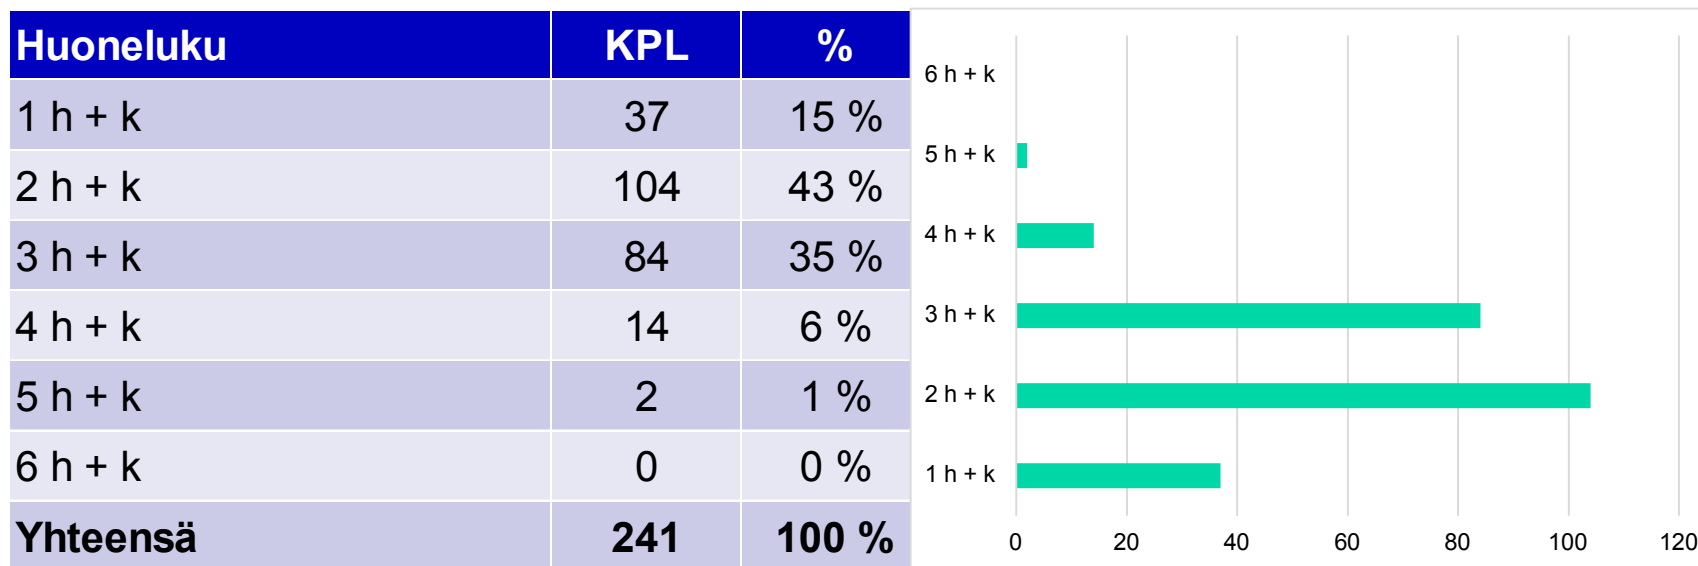 Huoneluku KPL %
1 h + k 37 15 %
2 h + k 104 43 %
3 h + k 84 35 %
4 h + k 14 6 %
5 h + k 2 1 %
6 h + k 0 0 %
Yhteensä 241 100 %
6 h + k
5 h + k
4 h + k
3 h + k
2 h + k
1 h + k
0 20 40 60 80 100 120